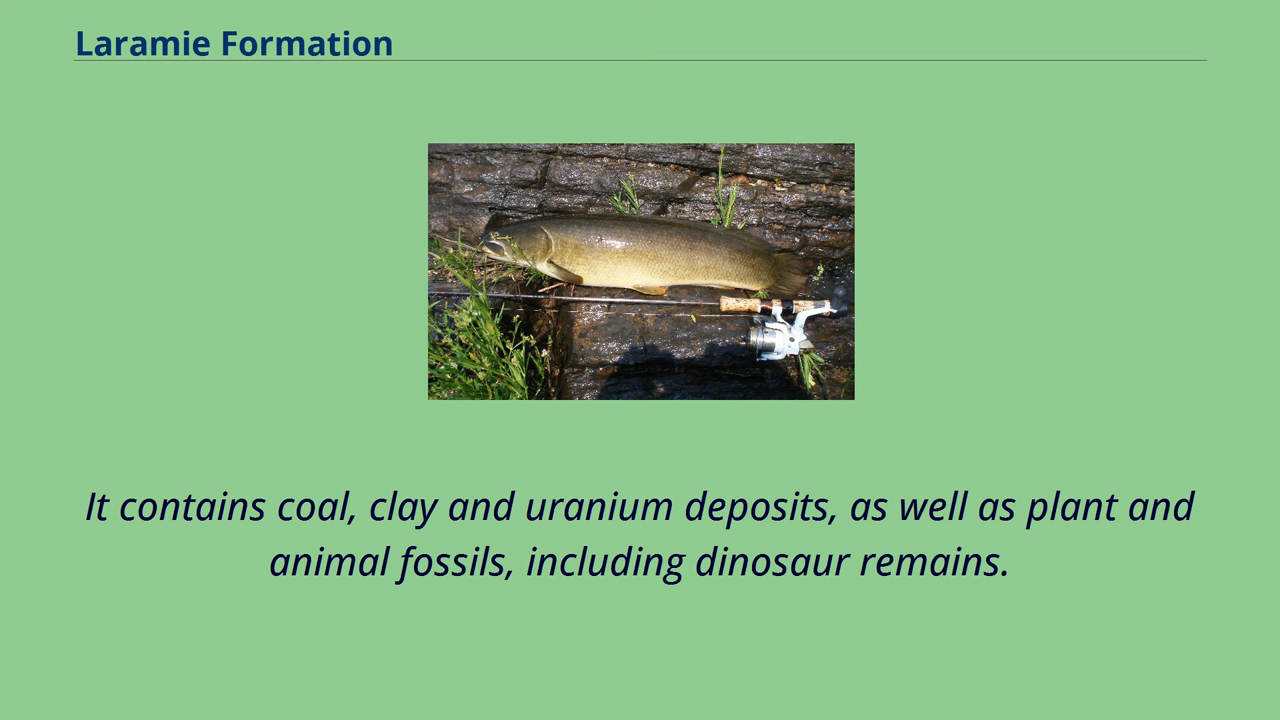 Laramie Formation
It contains coal, clay and uranium deposits, as well as plant and
animal fossils, including dinosaur remains.